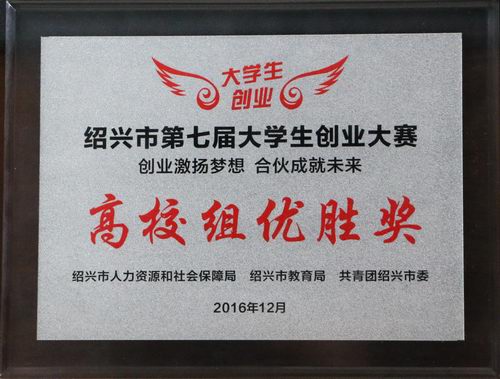 大学生
创业
绍兴市第七届大学生创业大赛
创业激扬梦想 合伙成就未来
高校组优胜奖
绍兴市人力资源和社会保障局 绍兴市教育局 共青团绍兴市委
2016年12月